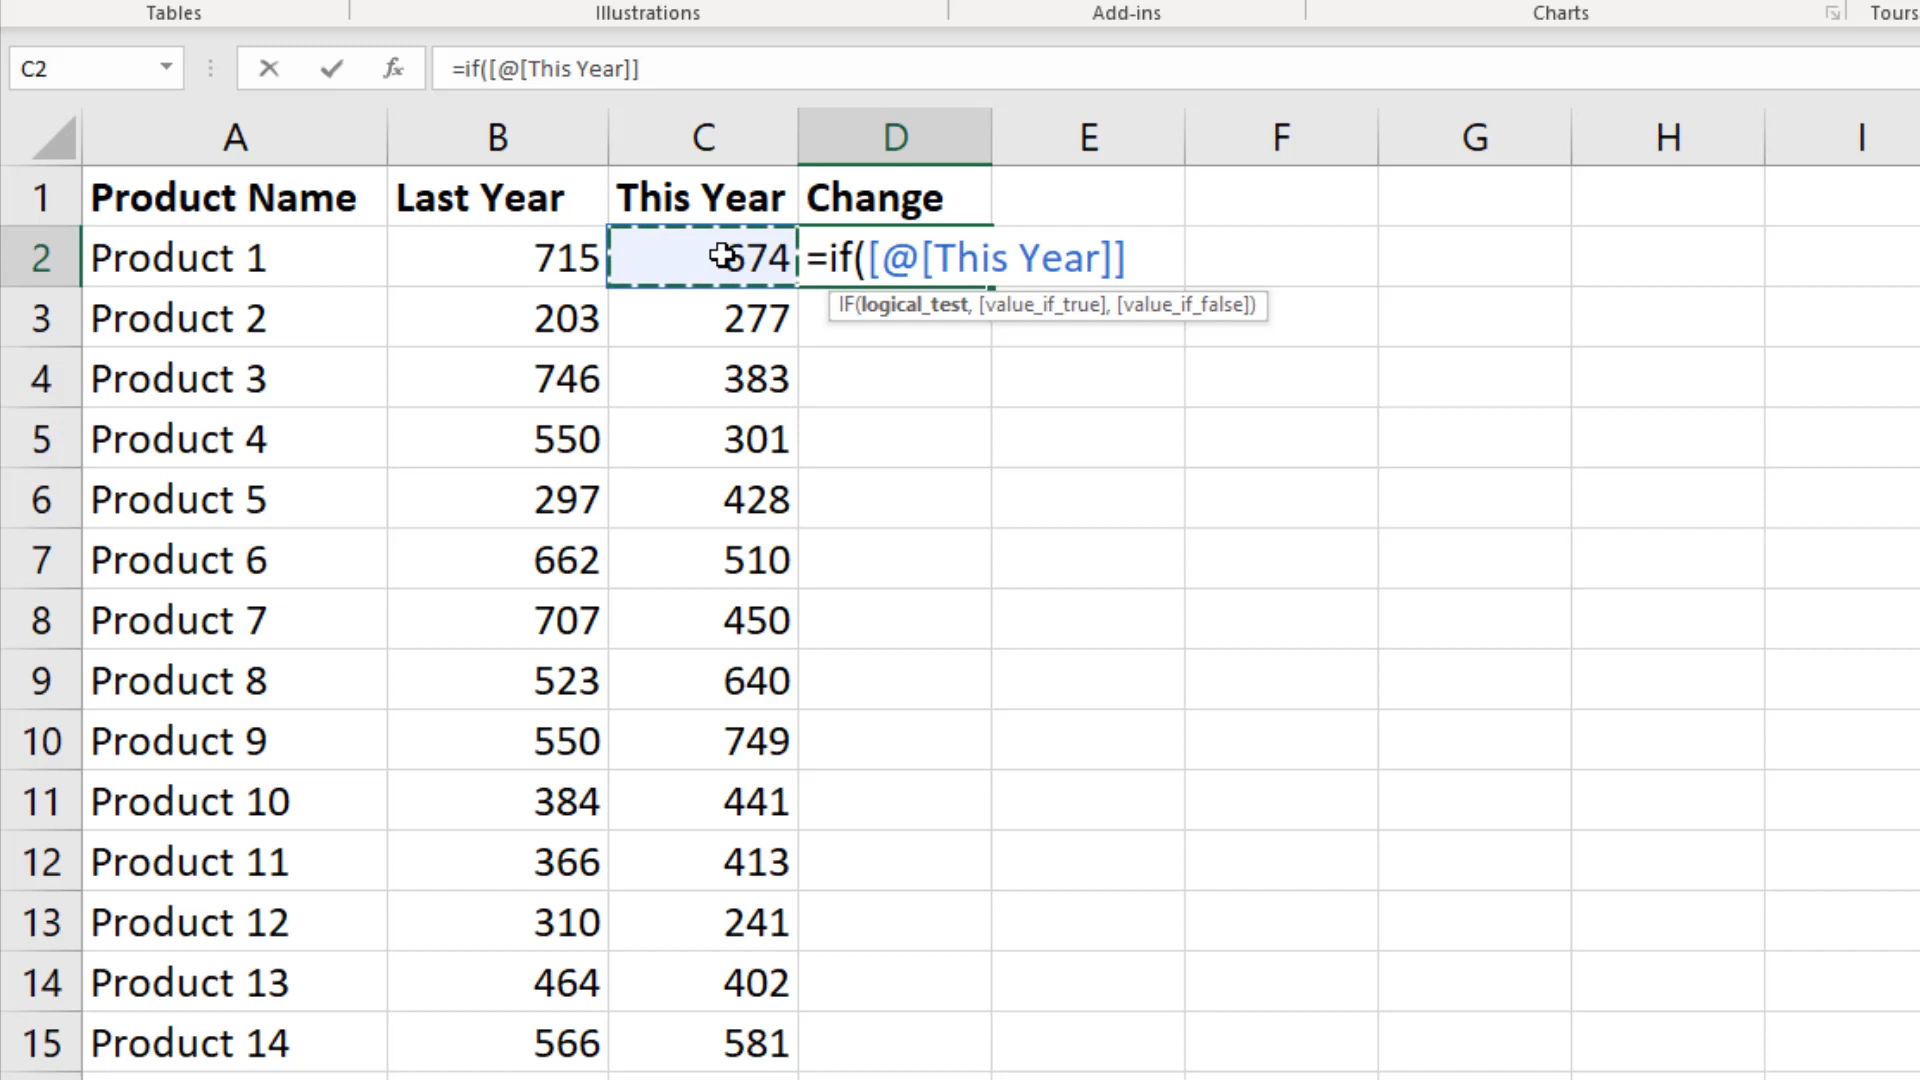 Tables Illustrations Add-ins Charts Tours
C2 fx =if([@[This Year]]
A B C D E F G H I
1 Product Name Last Year This Year Change
2 Product 1 715 674 =if([@[This Year]]
IF(logical_test, [value_if_true], [value_if_false])
3 Product 2 203 277
4 Product 3 746 383
5 Product 4 550 301
6 Product 5 297 428
7 Product 6 662 510
8 Product 7 707 450
9 Product 8 523 640
10 Product 9 550 749
11 Product 10 384 441
12 Product 11 366 413
13 Product 12 310 241
14 Product 13 464 402
15 Product 14 566 581